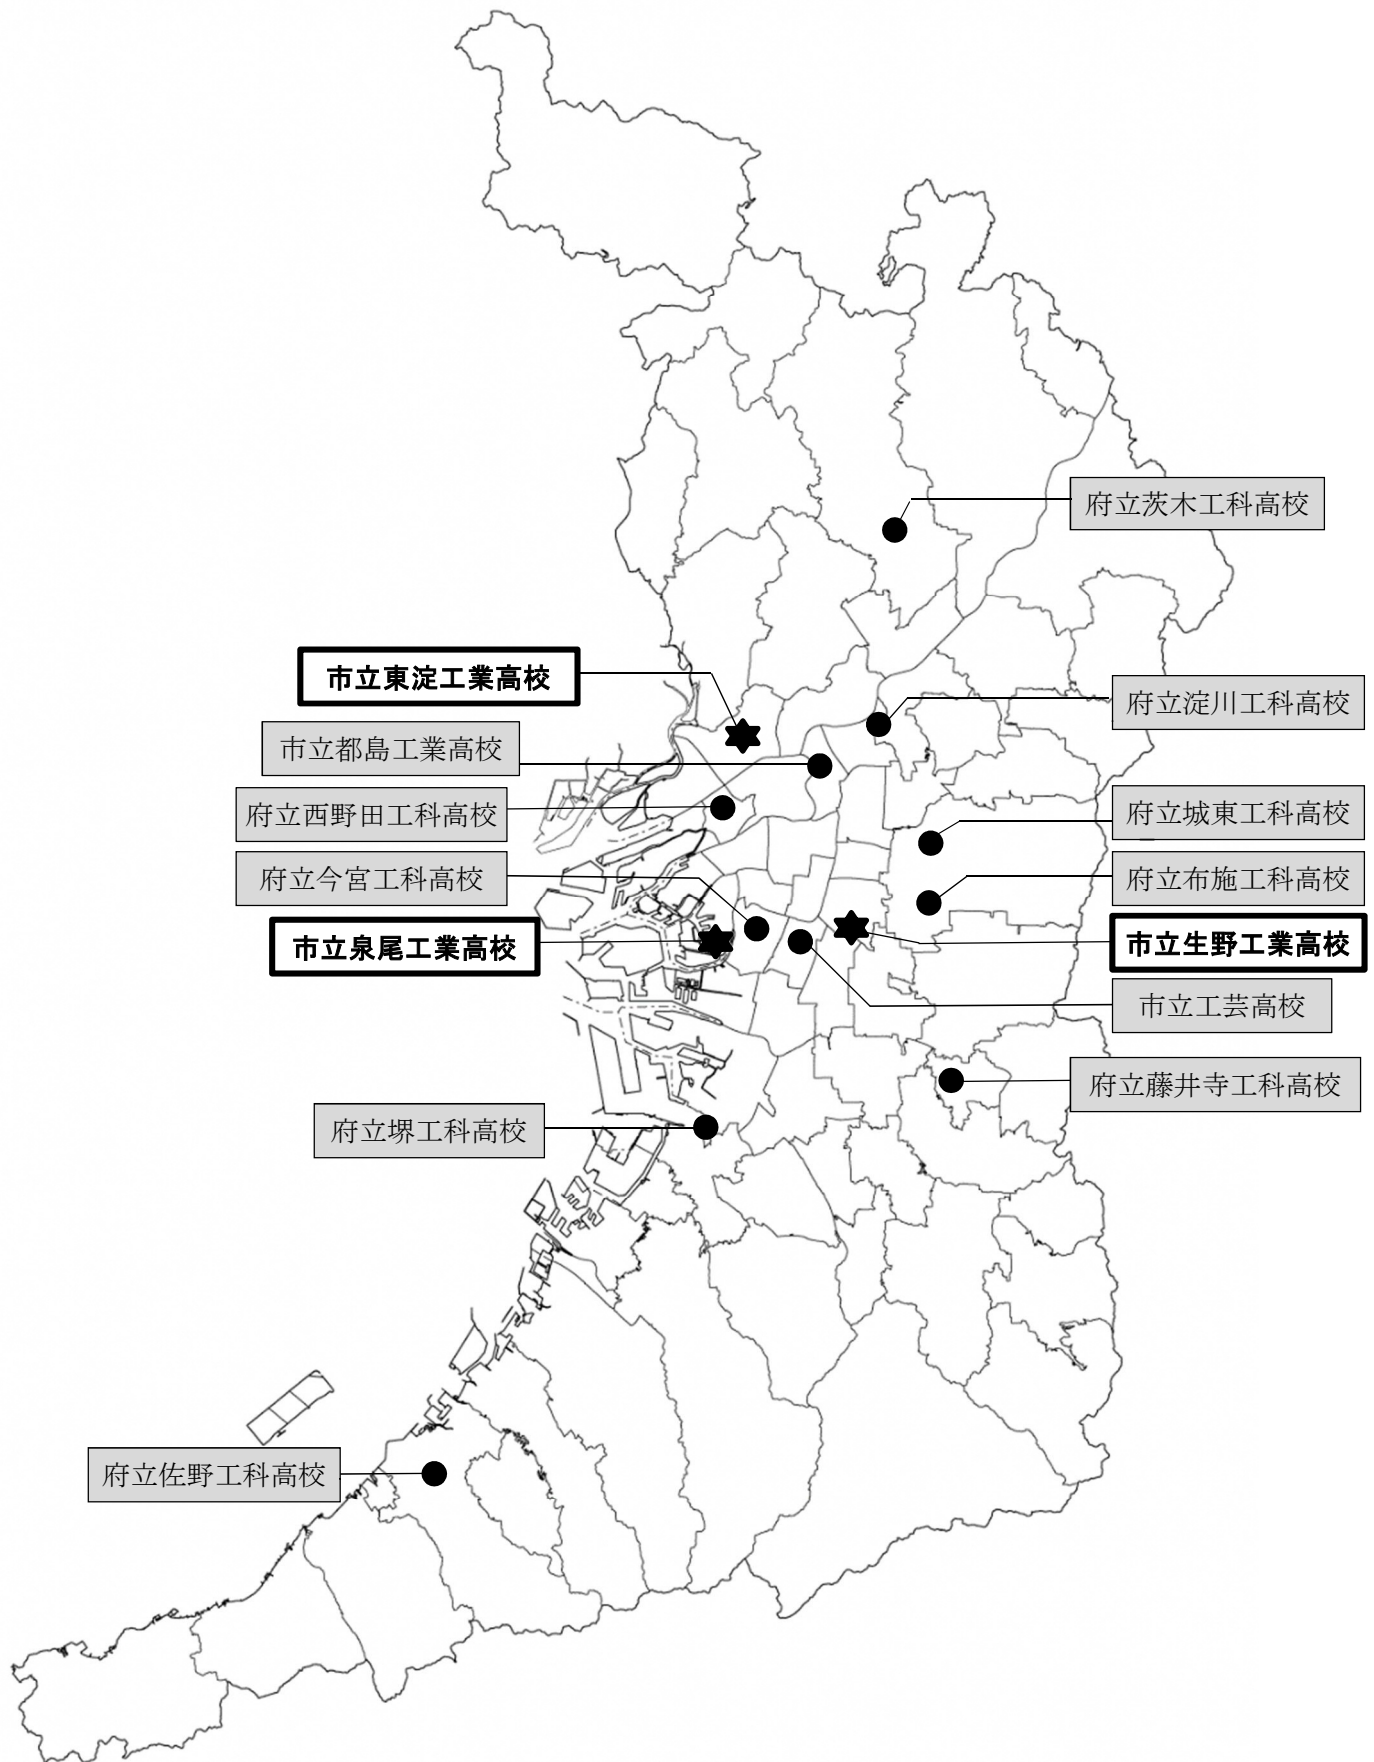 府立茨木工科高校
市立東淀工業高校
府立淀川工科高校
市立都島工業高校
府立西野田工科高校
府立城東工科高校
府立今宮工科高校
府立布施工科高校
市立泉尾工業高校
市立生野工業高校
市立工芸高校
府立藤井寺工科高校
府立堺工科高校
府立佐野工科高校